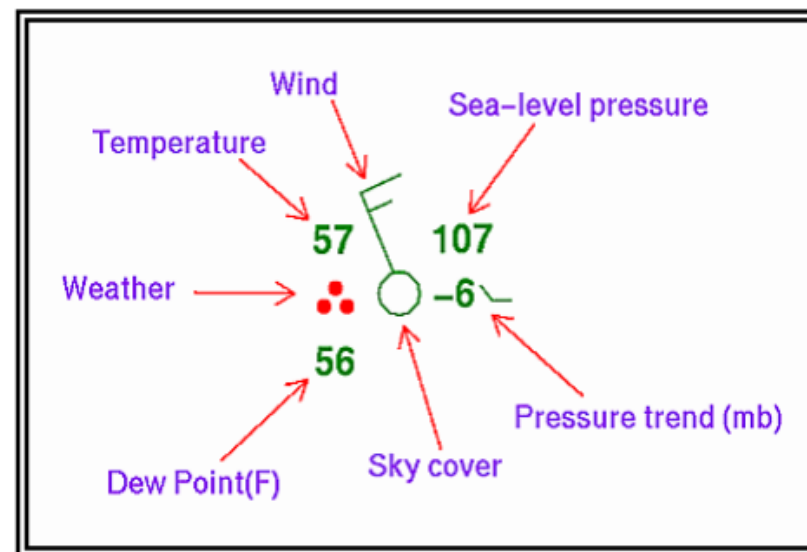 Wind
Sea-level pressure
Temperature
57
107
Weather
-6
56
Pressure trend (mb)
Sky cover
Dew Point(F)